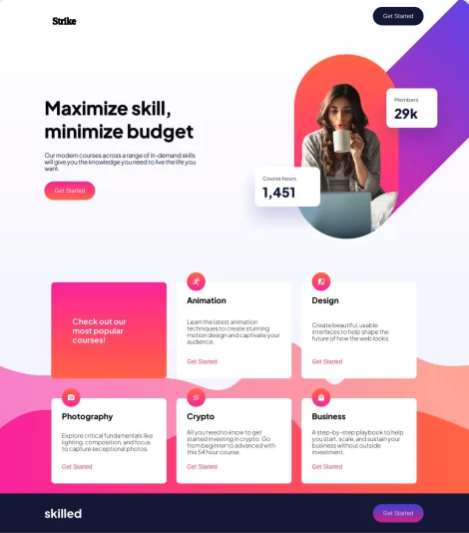 Strike
Get Started
Maximize skill,
minimize budget
Members
29k
Our modern courses across a range of in-demand skills
will give you the knowledge you need to live the life you
want.
Get Started
Course hours
1,451
Check out our
most popular
courses!
Animation
Learn the latest animation
techniques to create stunning
motion design and captivate your
audience.
Get Started
Design
Create beautiful, usable
interfaces to help shape the
future of how the web looks.
Get Started
Photography
Explore critical fundamentals like
lighting, composition, and focus
to capture exceptional photos.
Get Started
Crypto
All you need to know to get
started investing in crypto. Go
from beginner to advanced with
this 54 hour course.
Get Started
Business
A step-by-step playbook to help
you start, scale, and sustain your
business without outside
investment.
Get Started
skilled
Get Started